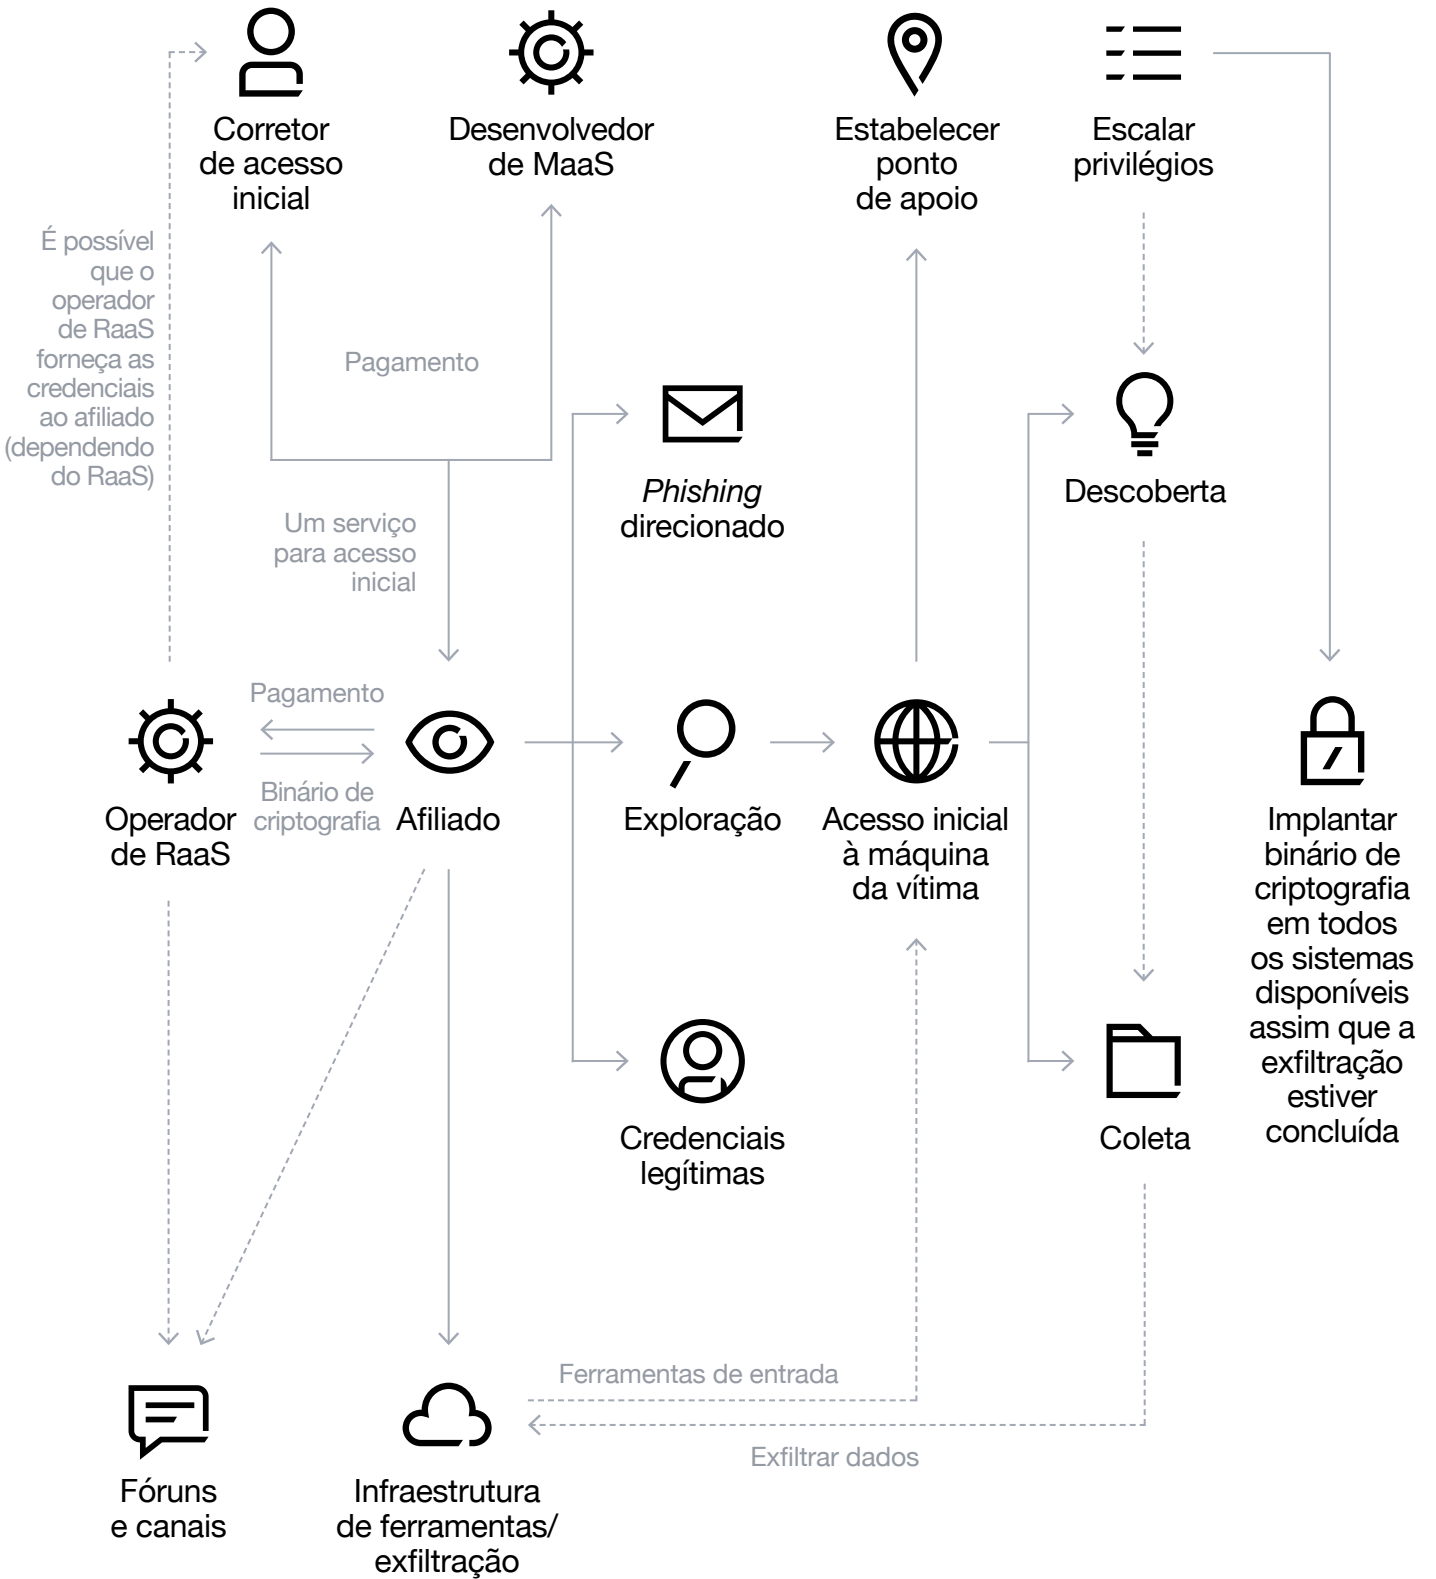 Corretor
de acesso
inicial
Desenvolvedor
de MaaS
Estabelecer
ponto
de apoio
Escalar
privilégios
É possível
que o
operador
de RaaS
forneça as
credenciais
ao afiliado
(dependendo
do RaaS)
Pagamento
Phishing
direcionado
Descoberta
Um serviço
para acesso
inicial
Pagamento
Binário de
criptografia
Operador
de RaaS
Afiliado
Exploração
Acesso inicial
à máquina
da vítima
Implantar
binário de
criptografia
em todos
os sistemas
disponíveis
assim que a
exfiltração
estiver
concluída
Credenciais
legítimas
Coleta
Ferramentas de entrada
Exfiltrar dados
Fóruns
e canais
Infraestrutura
de ferramentas/
exfiltração